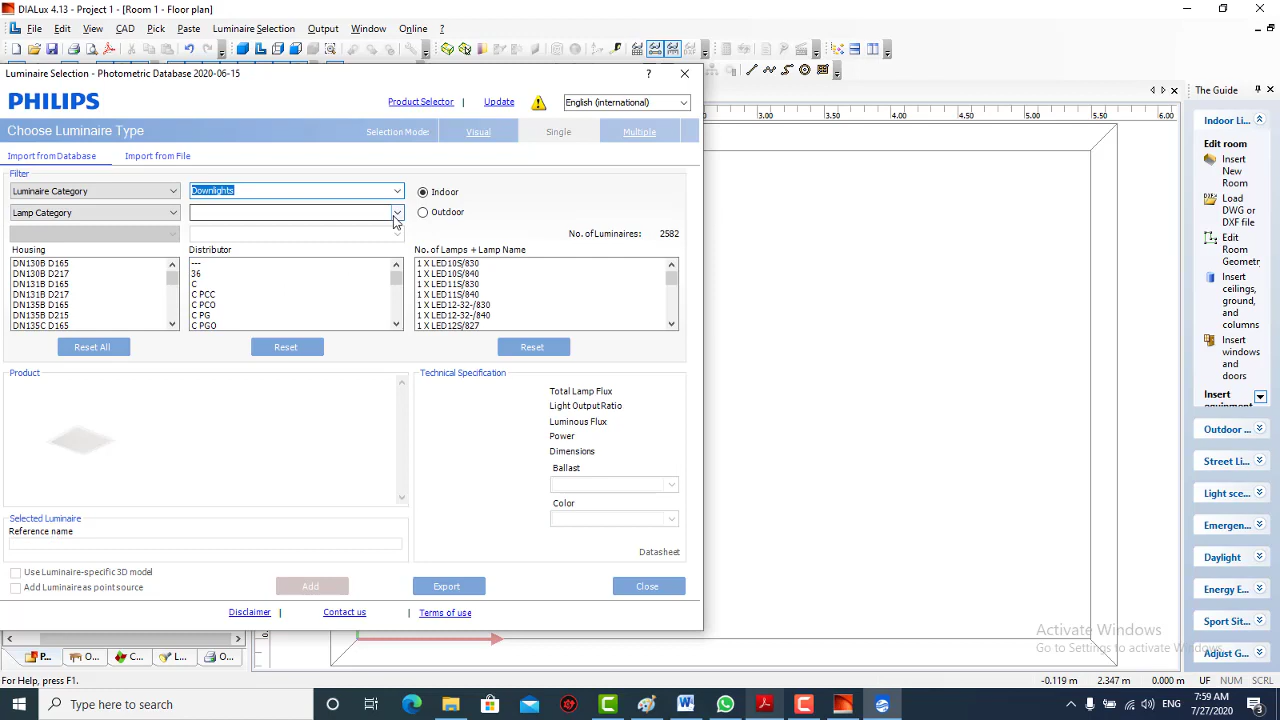 DIALux 4.13 - Project 1 - [Room 1 - Floor plan]
File Edit View CAD Pick Paste Luminaire Selection Output Window Online
Luminaire Selection - Photometric Database 2020-06-15
?
PHILIPS
Product Selector | Update
English (international)
Choose Luminaire Type
Selection Mode: Visual Single Multiple
Import from Database Import from File
Filter
Luminaire Category Downlights Indoor
Lamp Category Outdoor
No. of Luminaires: 2582
Housing Distributor No. of Lamps + Lamp Name
DN130B D165 --- 1 X LED10S/830
DN130B D217 36 1 X LED10S/840
DN131B D165 C 1 X LED11S/830
DN131B D217 C PCC 1 X LED11S/840
DN135B D165 C PCO 1 X LED12-32-/830
DN135B D215 C PG 1 X LED12-32-/840
DN135C D165 C PGO 1 X LED12S/827
Reset All Reset Reset
Product Technical Specification
Total Lamp Flux
Light Output Ratio
Luminous Flux
Power
Dimensions
Ballast
Color
Selected Luminaire
Reference name
Datasheet
Use Luminaire-specific 3D model
Add Luminaire as point source
Add Export Close
Disclaimer | Contact us | Terms of use
3.00 4.00 4.50 5.00 5.50 6.00
The Guide
Indoor Li...
Edit room
Insert
New
Room
Load
DWG or
DXF file
Edit
Room
Geometr
Insert
ceilings,
ground,
and
columns
Insert
windows
and
doors
Insert
equipment
Outdoor ...
Street Li...
Light sce...
Emergen...
Daylight
Energy E...
Sport Sit...
Adjust G...
Activate Windows
Go to Settings to activate Windows.
P... O... C... L... O...
For Help, press F1. -0.119 m 2.347 m 0.000 m UF NUM SCRL
Type here to search
ENG
7:59 AM
7/27/2020
3